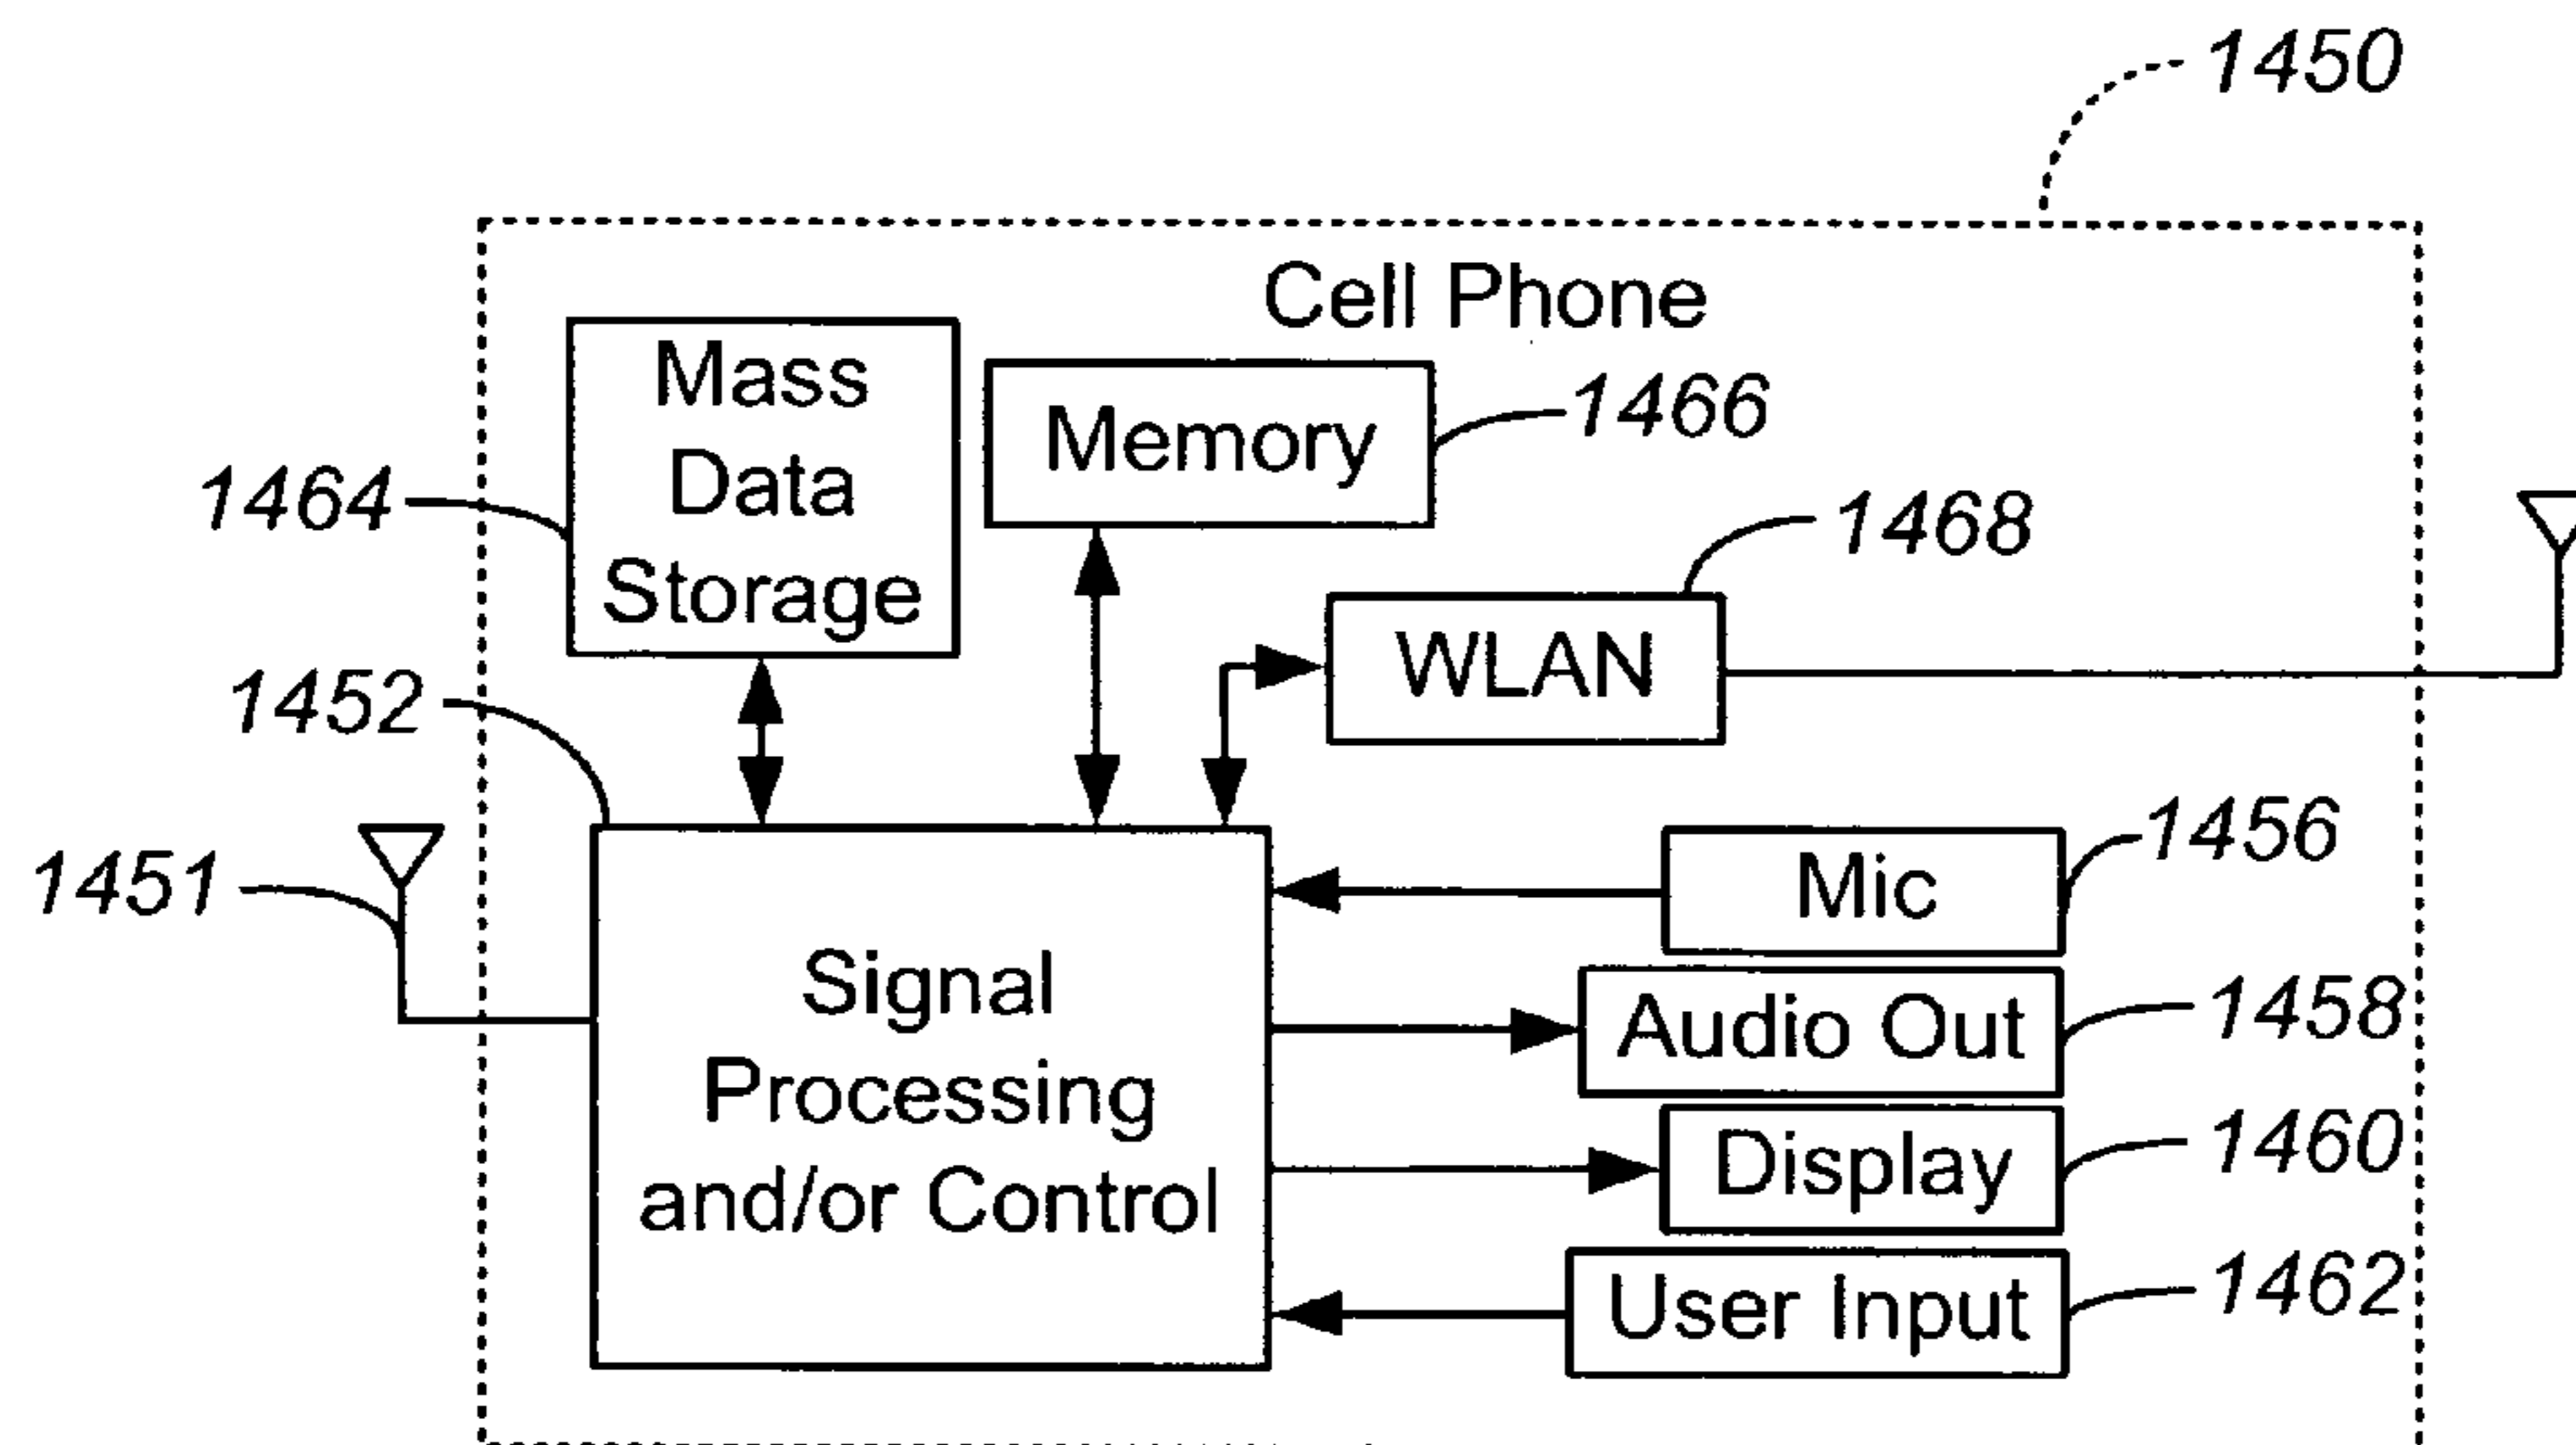 1450
Cell Phone
Mass
Data
Storage
Memory
1466
1464
1468
WLAN
1452
1456
Mic
1451
Signal
Processing
and/or Control
Audio Out
1458
Display
1460
User Input
1462